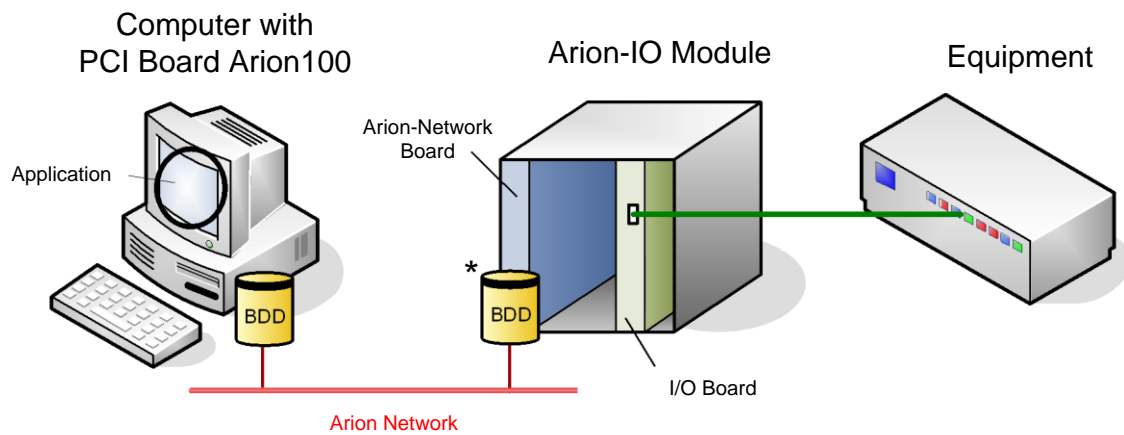 Computer with
PCI Board Arion100
Arion-IO Module
Equipment
Arion-Network
Board
Application
*
BDD
BDD
I/O Board
Arion Network